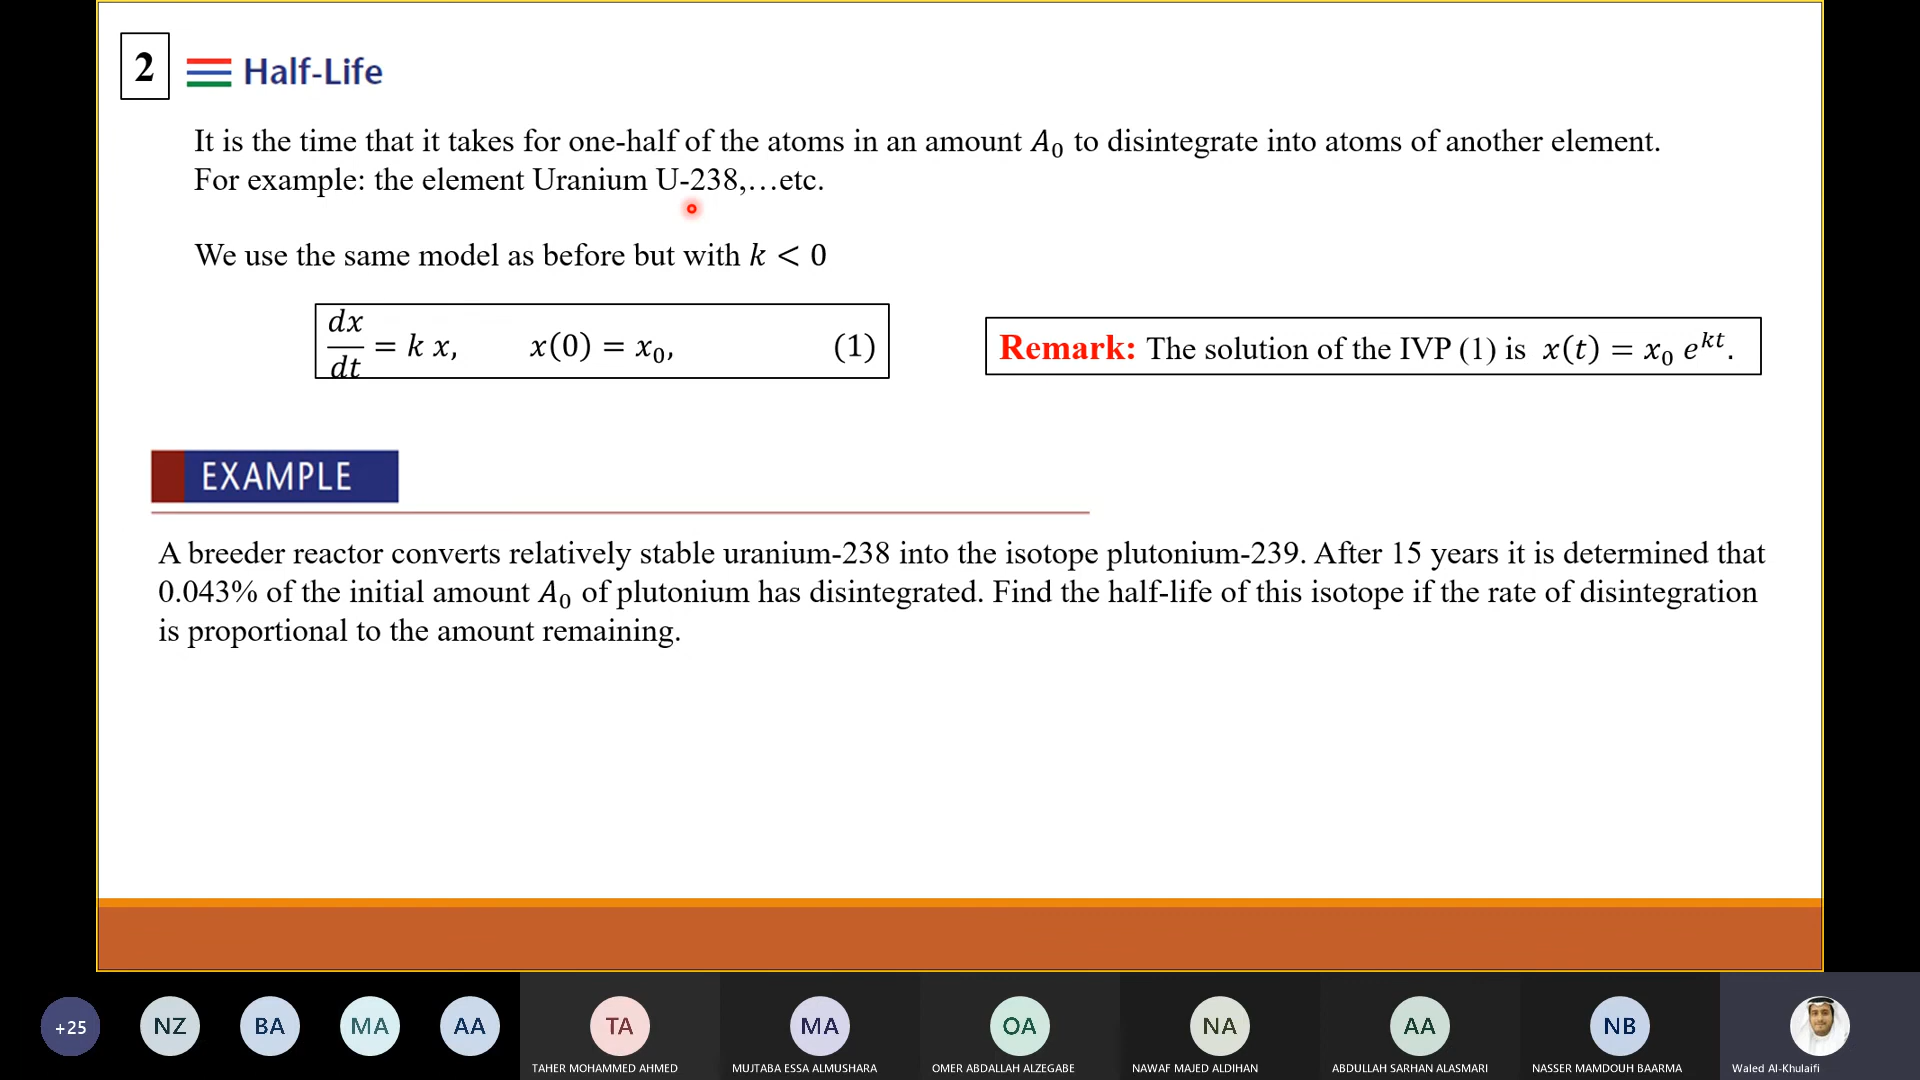 2
Half-Life
It is the time that it takes for one-half of the atoms in an amount A₀ to disintegrate into atoms of another element.
For example: the element Uranium U-238,…etc.
We use the same model as before but with k < 0
dx/dt = k x, x(0) = x₀, (1)
Remark: The solution of the IVP (1) is x(t) = x₀ eᵏᵗ.
EXAMPLE
A breeder reactor converts relatively stable uranium-238 into the isotope plutonium-239. After 15 years it is determined that
0.043% of the initial amount A₀ of plutonium has disintegrated. Find the half-life of this isotope if the rate of disintegration
is proportional to the amount remaining.
+25
NZ
BA
MA
AA
TA
MA
OA
NA
AA
NB
TAHER MOHAMMED AHMED
MUJTABA ESSA ALMUSHARA
OMER ABDALLAH ALZEGABE
NAWAF MAJED ALDIHAN
ABDULLAH SARHAN ALASMARI
NASSER MAMDOUH BAARMA
Waled Al-Khulaifi